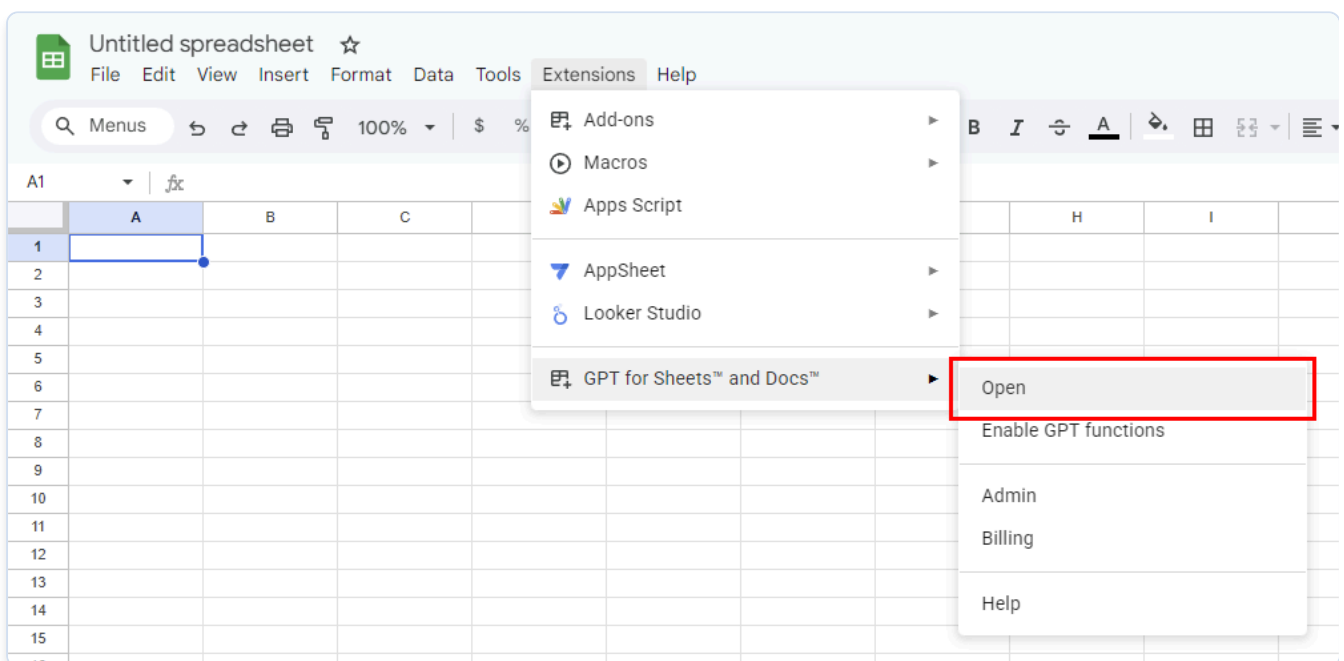 Untitled spreadsheet
File Edit View Insert Format Data Tools Extensions Help
Menus 100% $ % B I A
A1 fx
A B C H I
Add-ons
Macros
Apps Script
AppSheet
Looker Studio
GPT for Sheets™ and Docs™
Open
Enable GPT functions
Admin
Billing
Help
1
2
3
4
5
6
7
8
9
10
11
12
13
14
15